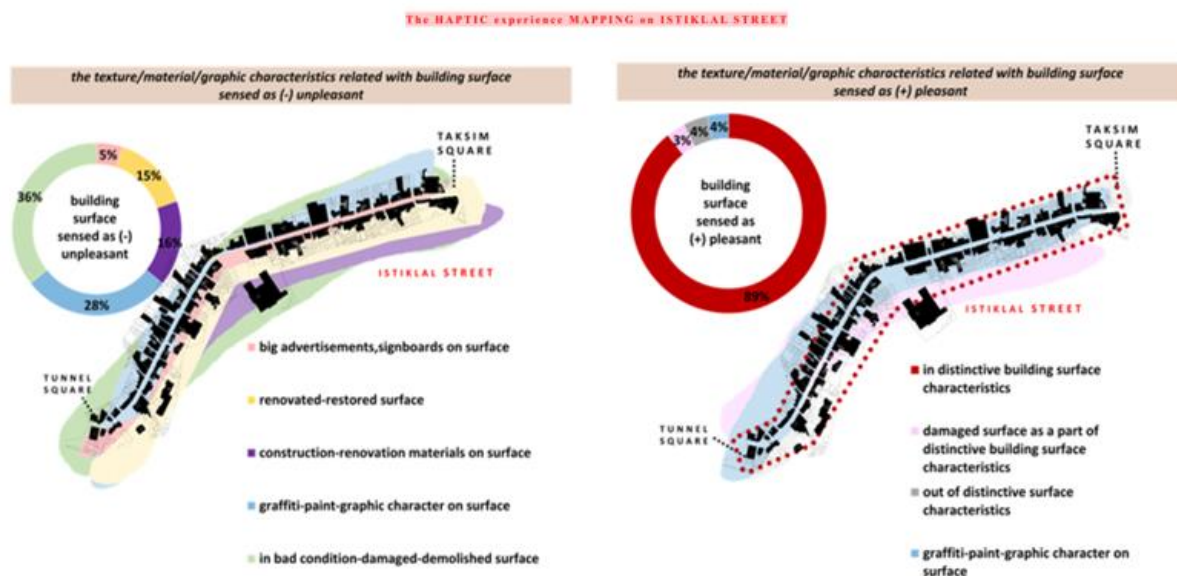 The HAPTIC experience MAPPING on ISTIKLAL STREET
the texture/material/graphic characteristics related with building surface
sensed as (-) unpleasant
5%
15%
16%
28%
36%
building
surface
sensed as (-)
unpleasant
TAKSIM
SQUARE
ISTIKLAL STREET
TUNNEL
SQUARE
big advertisements,signboards on surface
renovated-restored surface
construction-renovation materials on surface
graffiti-paint-graphic character on surface
in bad condition-damaged-demolished surface
the texture/material/graphic characteristics related with building surface
sensed as (+) pleasant
3%
4%
4%
89%
building
surface
sensed as
(+) pleasant
TAKSIM
SQUARE
ISTIKLAL STREET
TUNNEL
SQUARE
in distinctive building surface
characteristics
damaged surface as a part of
distinctive building surface
characteristics
out of distinctive surface
characteristics
graffiti-paint-graphic character on
surface